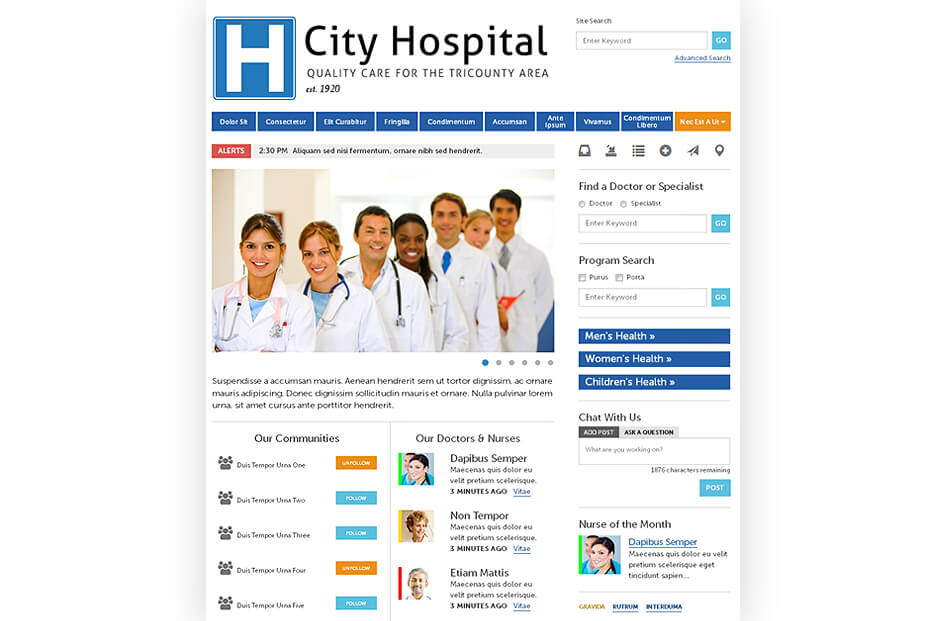 H
City Hospital
QUALITY CARE FOR THE TRICOUNTY AREA
est. 1920
Site Search
Enter Keyword
GO
Advanced Search
Dolor Sit
Consectetur
Elit Curabitur
Fringilla
Condimentum
Accumsan
Ante
Ipsum
Vivamus
Condimentum
Libero
Nec Est A Ut
ALERTS
2:30 PM Aliquam sed nisi fermentum, ornare nibh sed hendrerit.
Suspendisse a accumsan mauris. Aenean hendrerit sem ut tortor dignissim, ac ornare
mauris adipiscing. Donec dignissim sollicitudin mauris et ornare. Nulla pulvinar lorem
urna, sit amet cursus ante porttitor hendrerit.
Our Communities
Duis Tempor Urna One
UNFOLLOW
Duis Tempor Urna Two
FOLLOW
Duis Tempor Urna Three
FOLLOW
Duis Tempor Urna Four
UNFOLLOW
Duis Tempor Urna Five
FOLLOW
Our Doctors & Nurses
Dapibus Semper
Maecenas quis dolor eu
velit pretium scelerisque.
3 MINUTES AGO Vitae
Non Tempor
Maecenas quis dolor eu
velit pretium scelerisque.
3 MINUTES AGO Vitae
Etiam Mattis
Maecenas quis dolor eu
velit pretium scelerisque.
3 MINUTES AGO Vitae
Find a Doctor or Specialist
Doctor
Specialist
Enter Keyword
GO
Program Search
Purus
Porta
Enter Keyword
GO
Men's Health »
Women's Health »
Children's Health »
Chat With Us
ADD POST
ASK A QUESTION
What are you working on?
1876 characters remaining
POST
Nurse of the Month
Dapibus Semper
Maecenas quis dolor eu velit
pretium scelerisque eget
tincidunt sapien...
GRAVIDA
RUTRUM
INTERDUMA